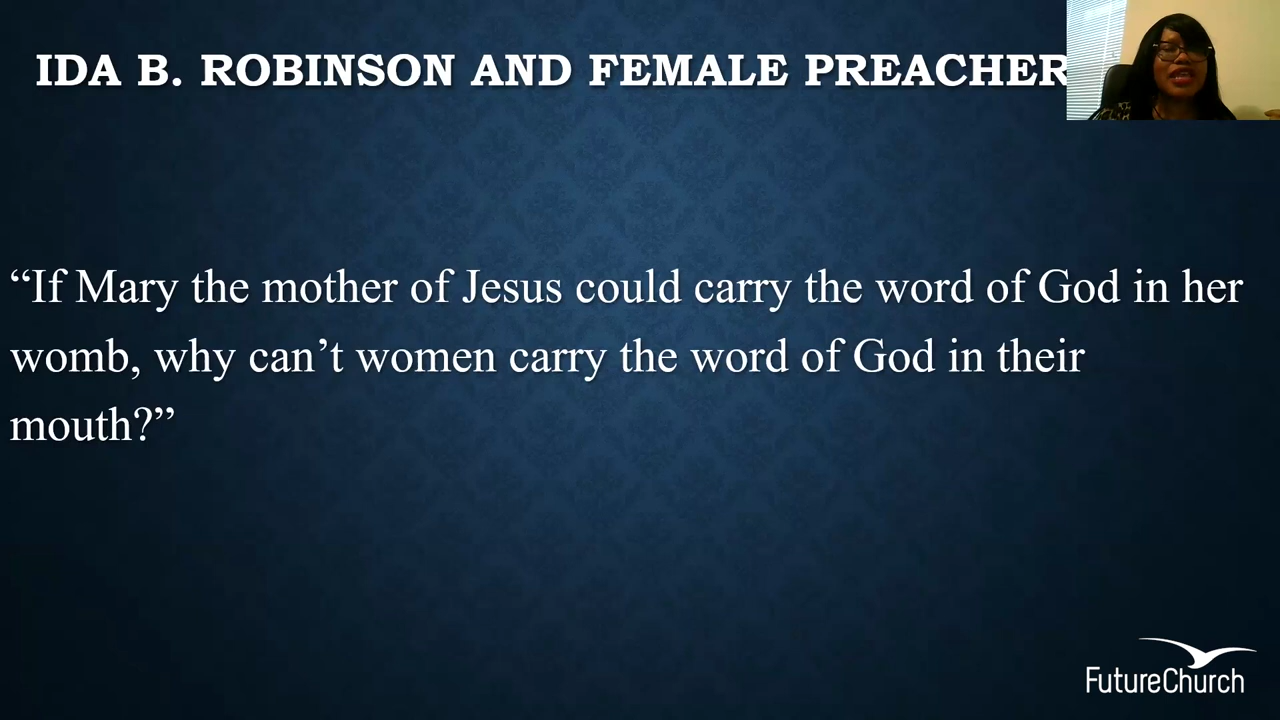 IDA B. ROBINSON AND FEMALE PREACHER
“If Mary the mother of Jesus could carry the word of God in her
womb, why can’t women carry the word of God in their
mouth?”
FutureChurch